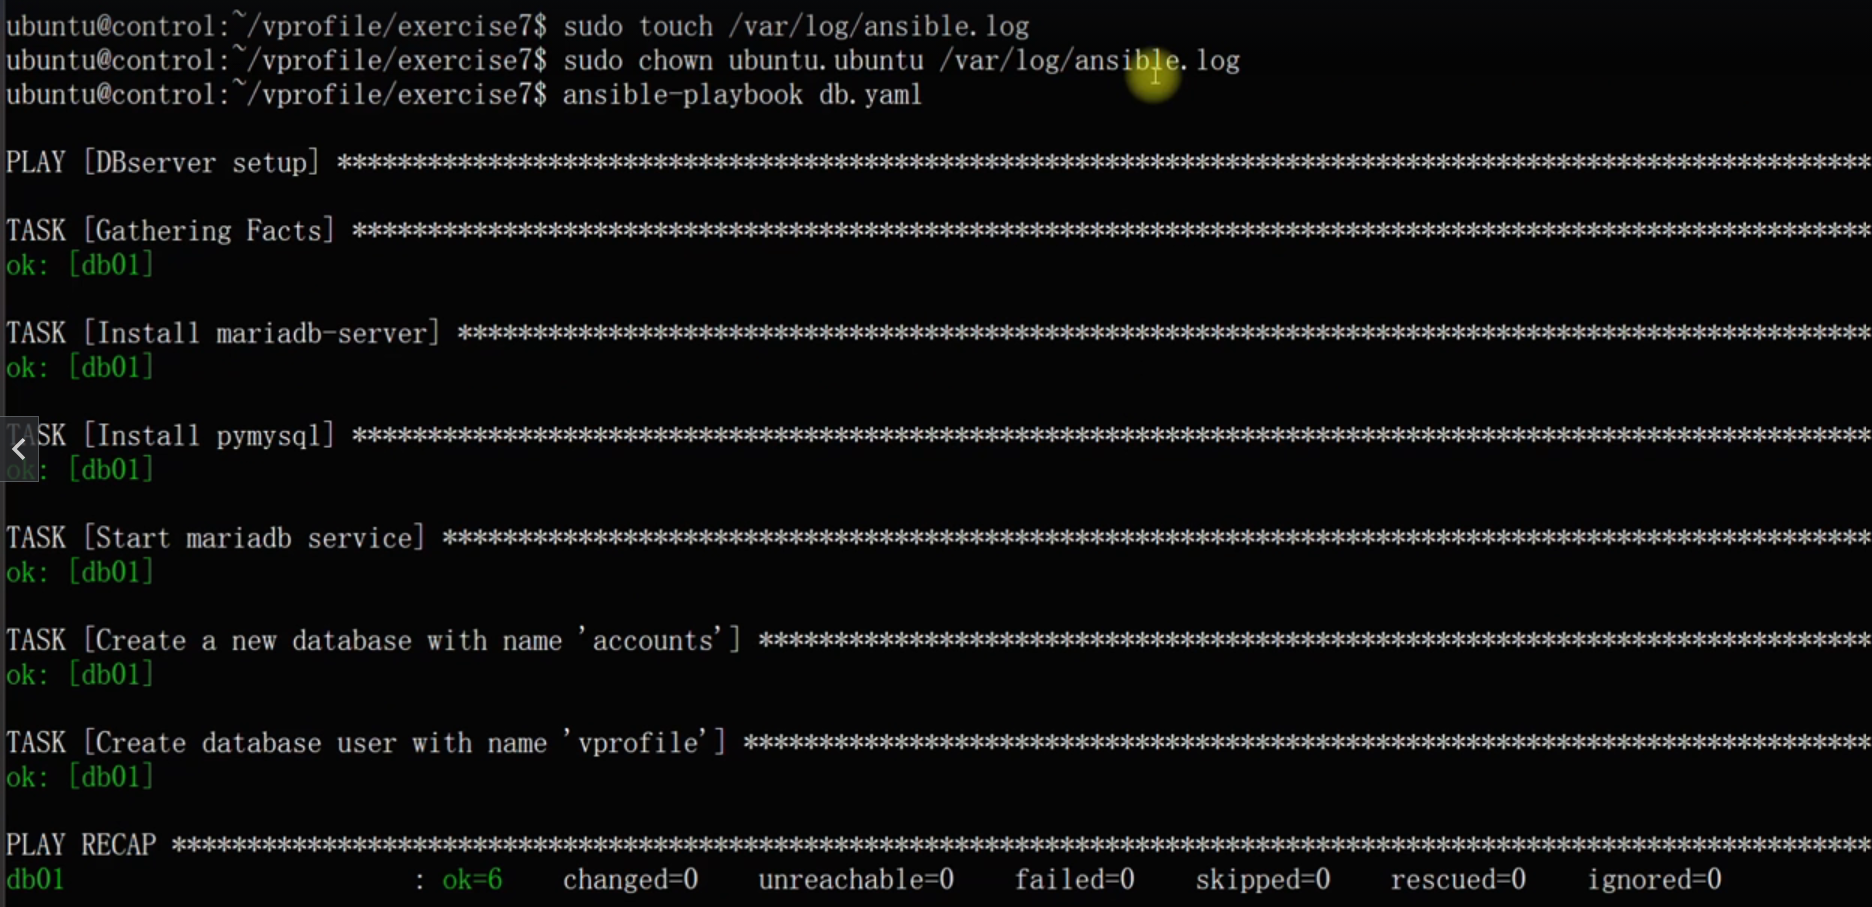 ubuntu@control:~/vprofile/exercise7$ sudo touch /var/log/ansible.log
ubuntu@control:~/vprofile/exercise7$ sudo chown ubuntu.ubuntu /var/log/ansible.log
ubuntu@control:~/vprofile/exercise7$ ansible-playbook db.yaml
PLAY [DBserver setup] ******************************************************************************************************
TASK [Gathering Facts] *****************************************************************************************************
ok: [db01]
TASK [Install mariadb-server] **********************************************************************************************
ok: [db01]
TASK [Install pymysql] *****************************************************************************************************
ok: [db01]
TASK [Start mariadb service] ***********************************************************************************************
ok: [db01]
TASK [Create a new database with name 'accounts'] **************************************************************************
ok: [db01]
TASK [Create database user with name 'vprofile'] ***************************************************************************
ok: [db01]
PLAY RECAP *****************************************************************************************************************
db01 : ok=6 changed=0 unreachable=0 failed=0 skipped=0 rescued=0 ignored=0